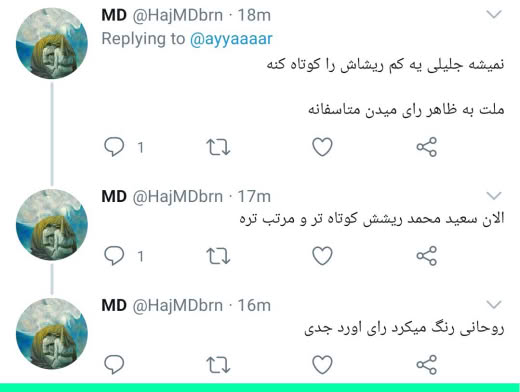 MD @HajMDbrn · 18m
Replying to @ayyaaaar
نمیشه جلیلی یه کم ریشاش را کوتاه کنه
ملت به ظاهر رای میدن متاسفانه
1
MD @HajMDbrn · 17m
الان سعید محمد ریشش کوتاه تر و مرتب تره
1
MD @HajMDbrn · 16m
روحانی رنگ میکرد رای اورد جدی